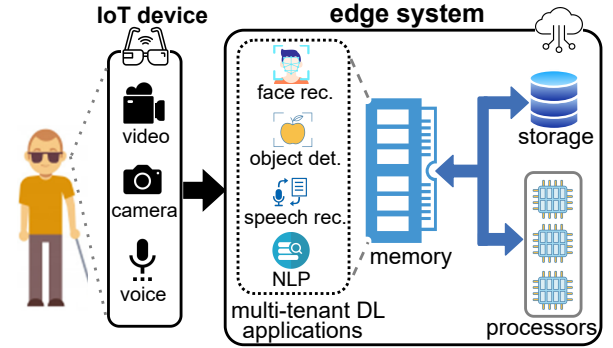 IoT device
edge system
video
camera
voice
face rec.
object det.
speech rec.
NLP
multi-tenant DL
applications
memory
storage
processors